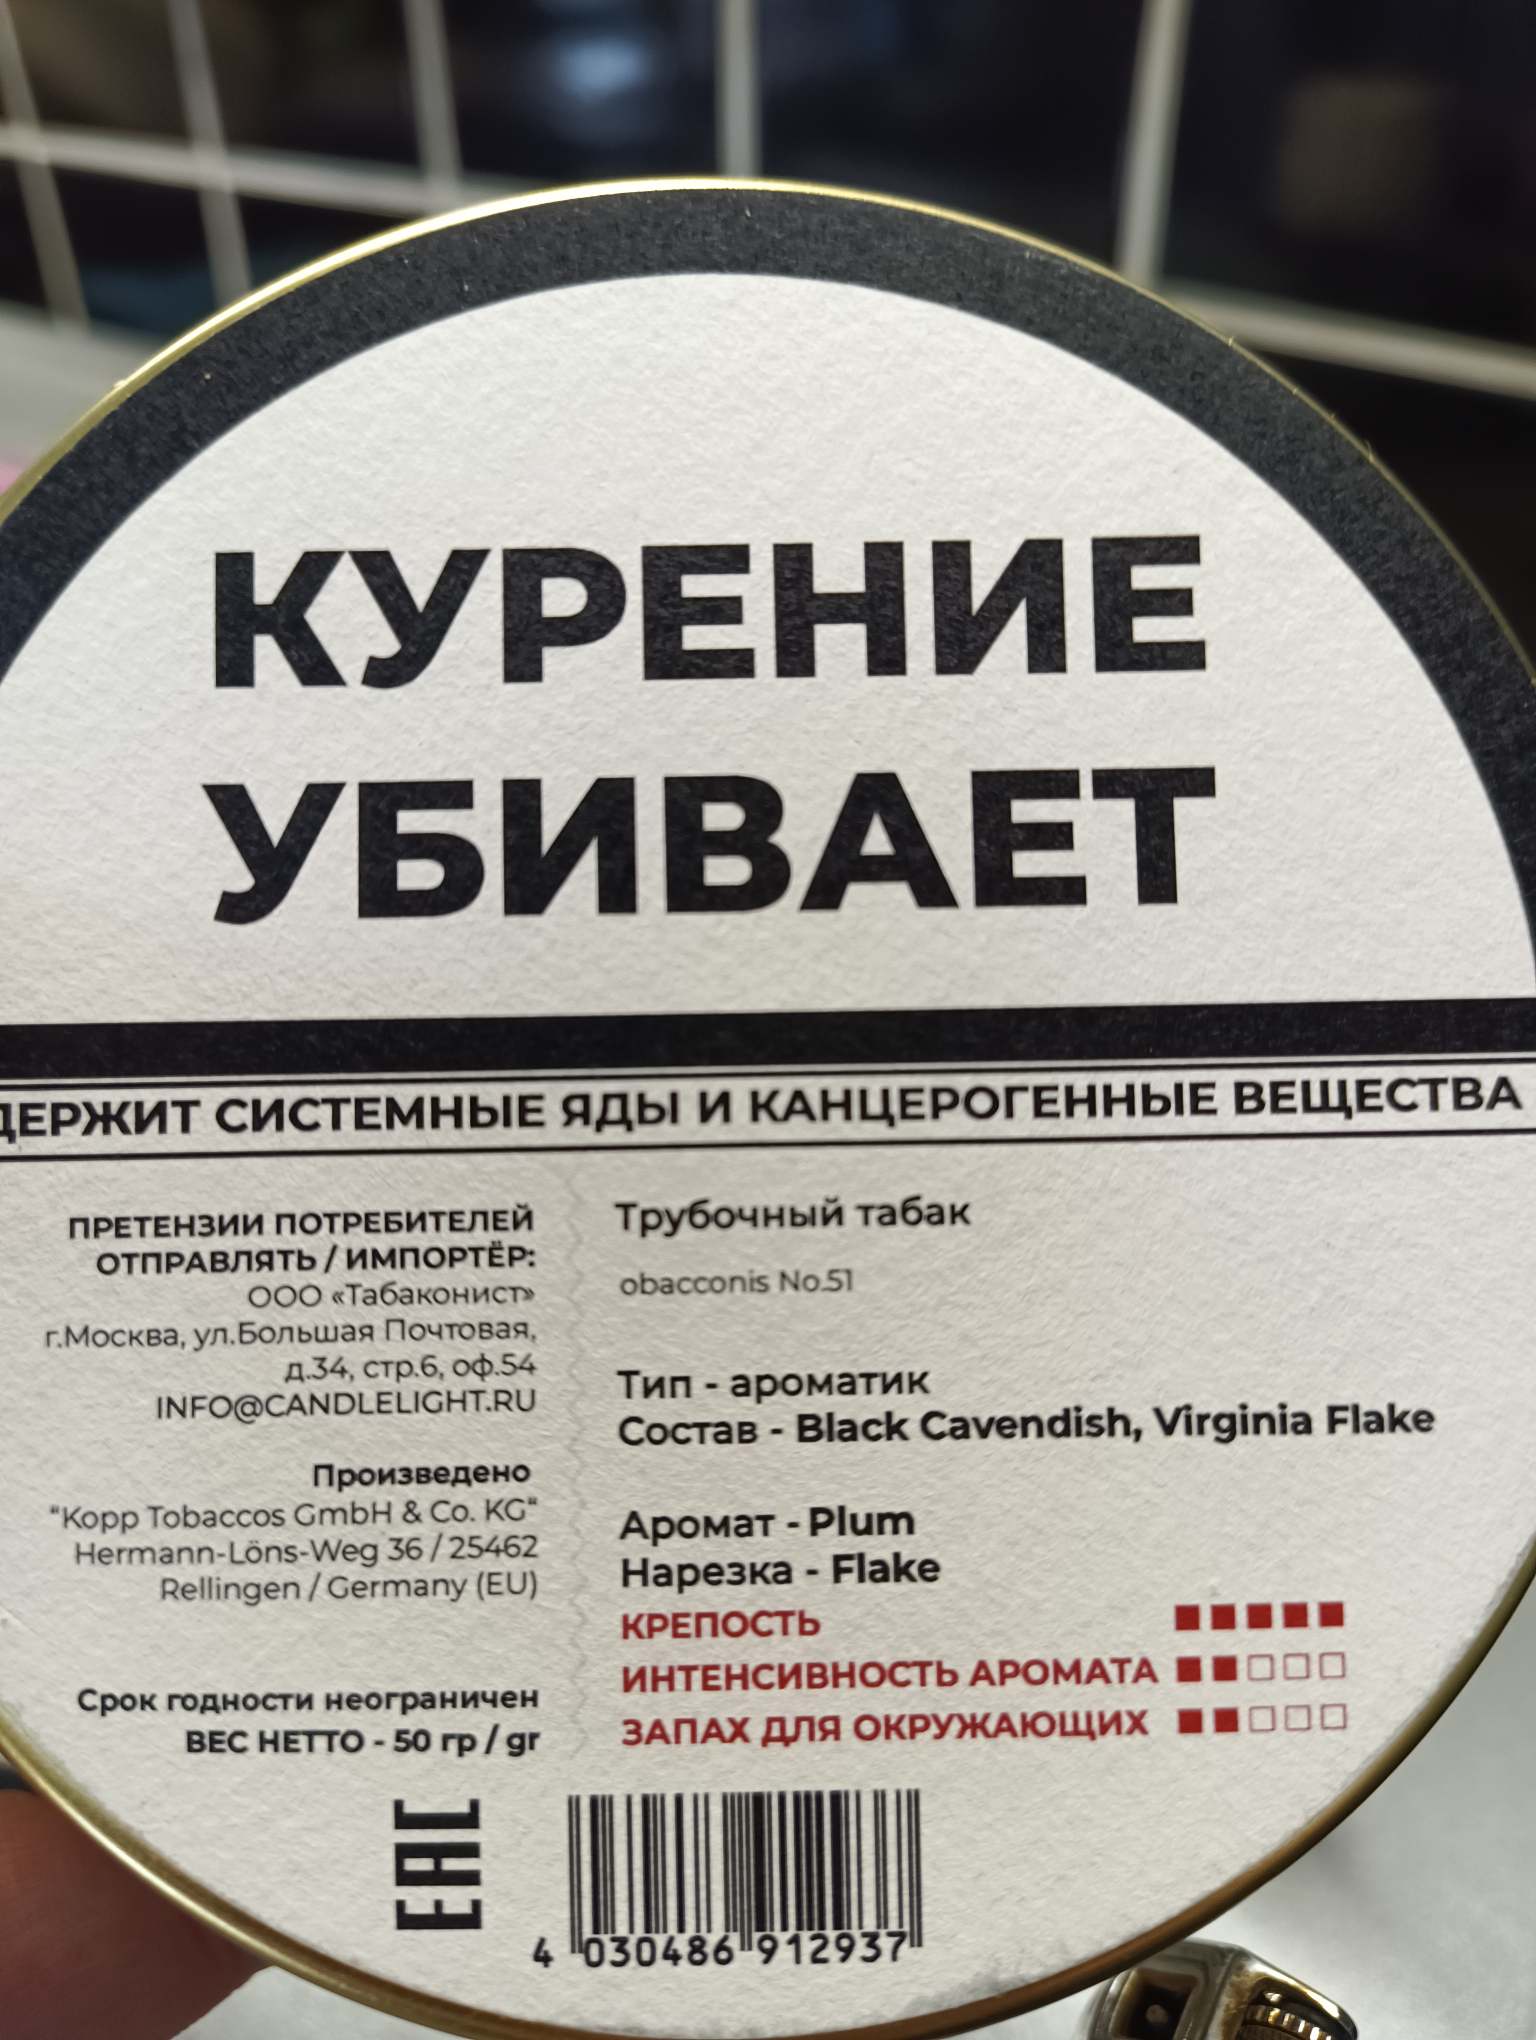 КУРЕНИЕ
УБИВАЕТ
ДЕРЖИТ СИСТЕМНЫЕ ЯДЫ И КАНЦЕРОГЕННЫЕ ВЕЩЕСТВА
ПРЕТЕНЗИИ ПОТРЕБИТЕЛЕЙ
ОТПРАВЛЯТЬ / ИМПОРТЁР:
ООО «Табаконист»
г.Москва, ул.Большая Почтовая,
д.34, стр.6, оф.54
INFO@CANDLELIGHT.RU
Произведено
“Kopp Tobaccos GmbH & Co. KG“
Hermann-Löns-Weg 36 / 25462
Rellingen / Germany (EU)
Срок годности неограничен
ВЕС НЕТТО - 50 гр / gr
Трубочный табак
obacconis No.51
Тип - ароматик
Состав - Black Cavendish, Virginia Flake
Аромат - Plum
Нарезка - Flake
КРЕПОСТЬ
ИНТЕНСИВНОСТЬ АРОМАТА
ЗАПАХ ДЛЯ ОКРУЖАЮЩИХ
EAC
4 030486 912937